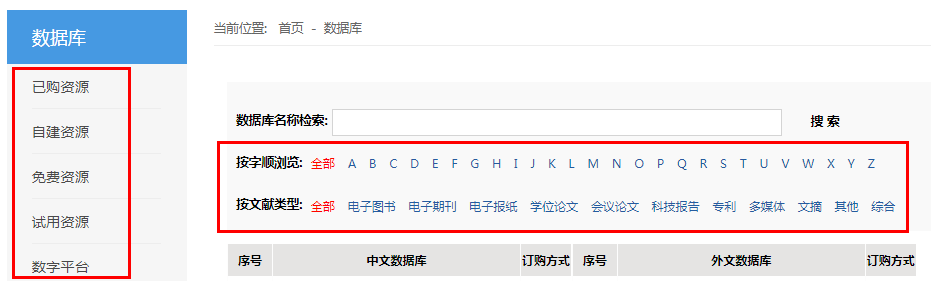 数据库
已购资源
自建资源
免费资源
试用资源
数字平台
当前位置: 首页 - 数据库
数据库名称检索: 搜 索
按字顺浏览: 全部 A B C D E F G H I J K L M N O P Q R S T U V W X Y Z
按文献类型: 全部 电子图书 电子期刊 电子报纸 学位论文 会议论文 科技报告 专利 多媒体 文摘 其他 综合
序号 中文数据库 订购方式 序号 外文数据库 订购方式